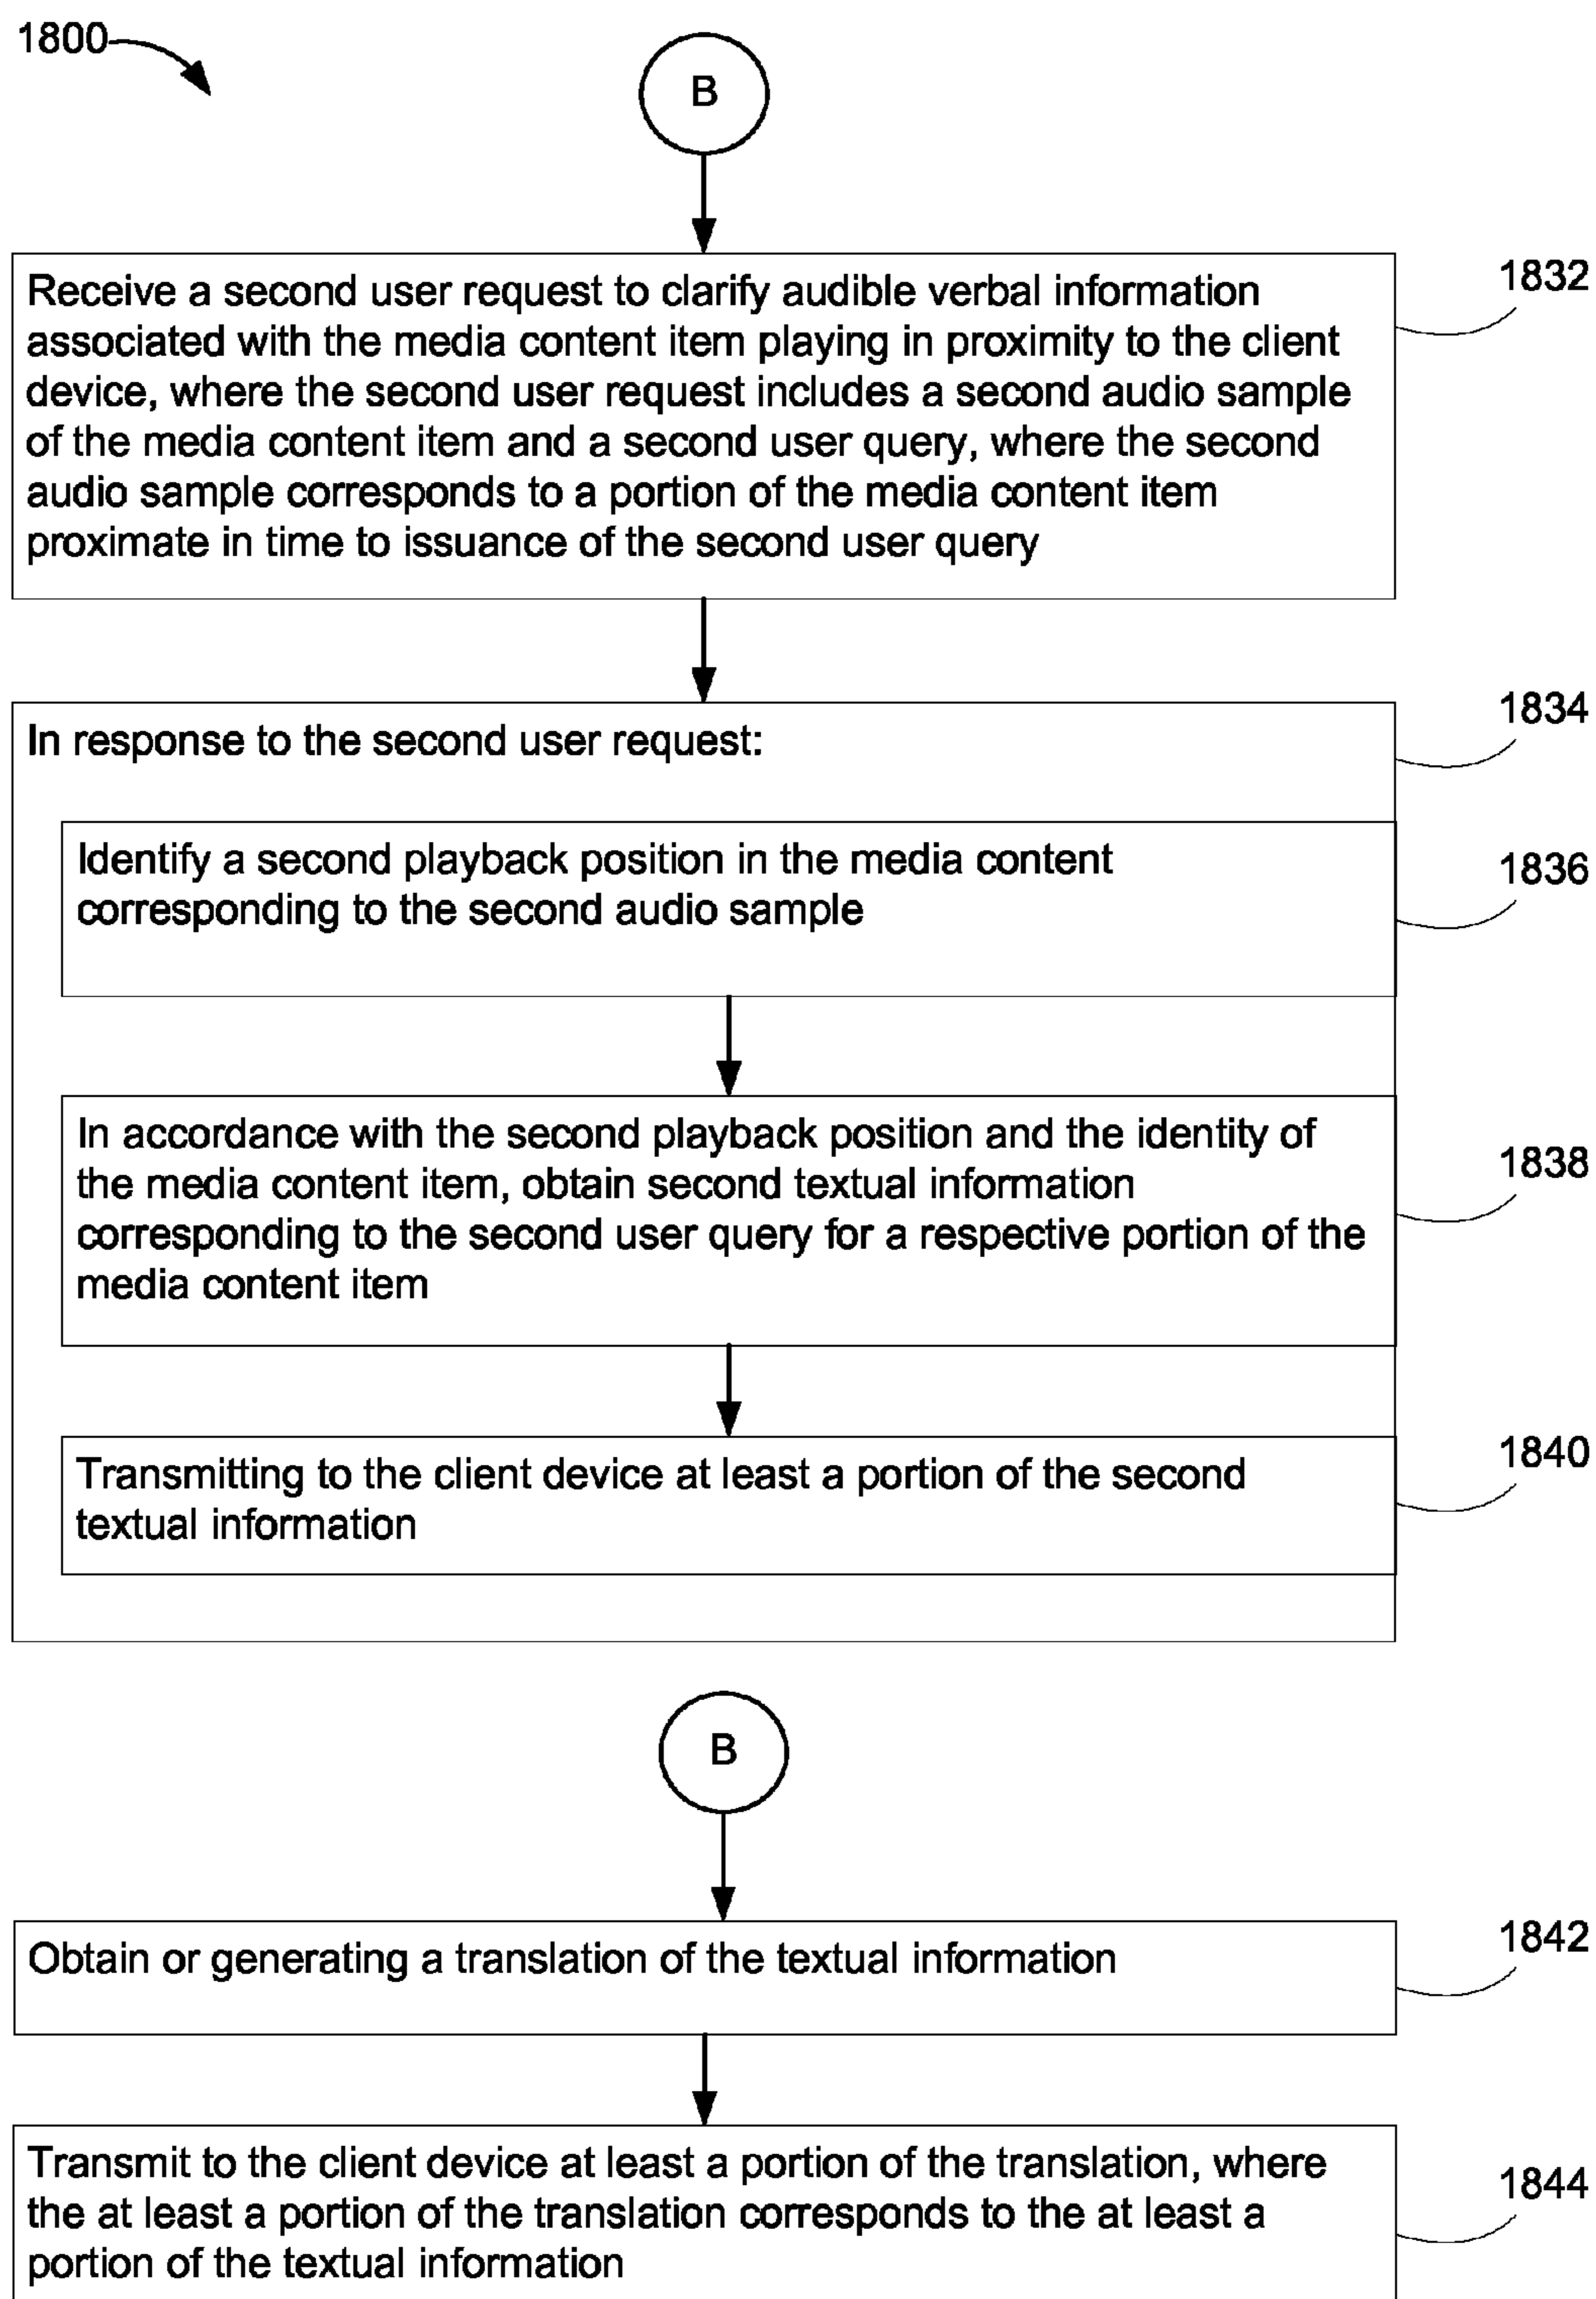 1800
B
Receive a second user request to clarify audible verbal information
associated with the media content item playing in proximity to the client
device, where the second user request includes a second audio sample
of the media content item and a second user query, where the second
audio sample corresponds to a portion of the media content item
proximate in time to issuance of the second user query
1832
In response to the second user request:
1834
Identify a second playback position in the media content
corresponding to the second audio sample
1836
In accordance with the second playback position and the identity of
the media content item, obtain second textual information
corresponding to the second user query for a respective portion of the
media content item
1838
Transmitting to the client device at least a portion of the second
textual information
1840
B
Obtain or generating a translation of the textual information
1842
Transmit to the client device at least a portion of the translation, where
the at least a portion of the translation corresponds to the at least a
portion of the textual information
1844